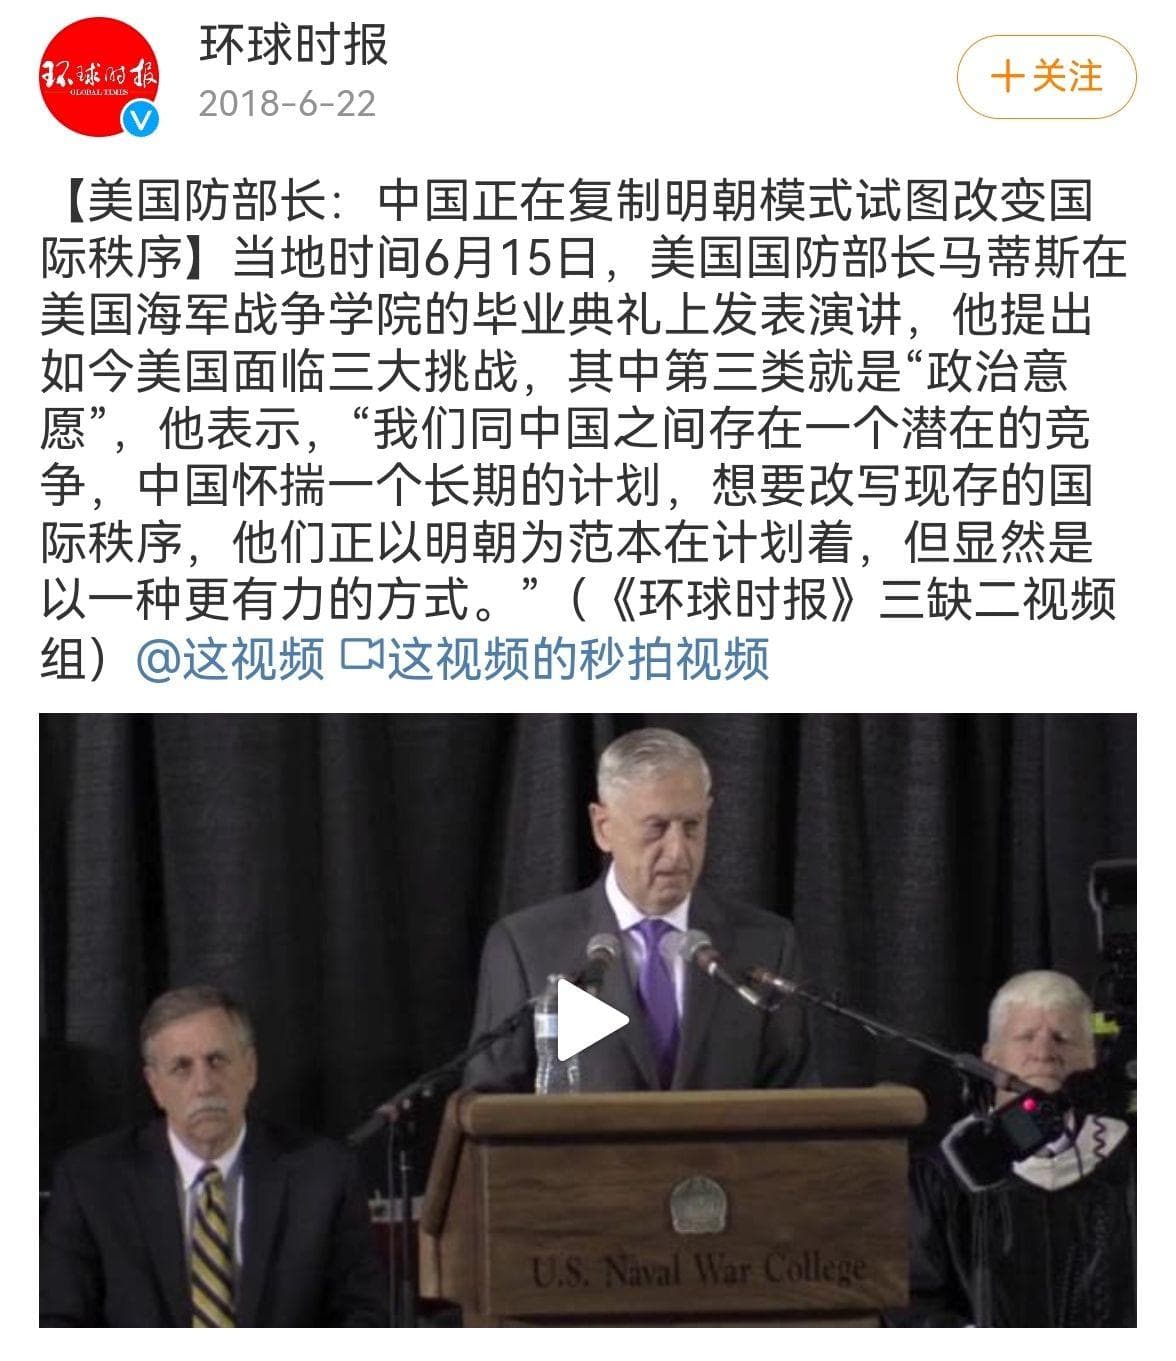 环球时报
2018-6-22
十关注
环球时报
GLOBAL TIMES
V
【美国防部长：中国正在复制明朝模式试图改变国
际秩序】当地时间6月15日，美国国防部长马蒂斯在
美国海军战争学院的毕业典礼上发表演讲，他提出
如今美国面临三大挑战，其中第三类就是“政治意
愿”，他表示，“我们同中国之间存在一个潜在的竞
争，中国怀揣一个长期的计划，想要改写现存的国
际秩序，他们正以明朝为范本在计划着，但显然是
以一种更有力的方式。”（《环球时报》三缺二视频
组）@这视频 这视频的秒拍视频
U.S. Naval War College